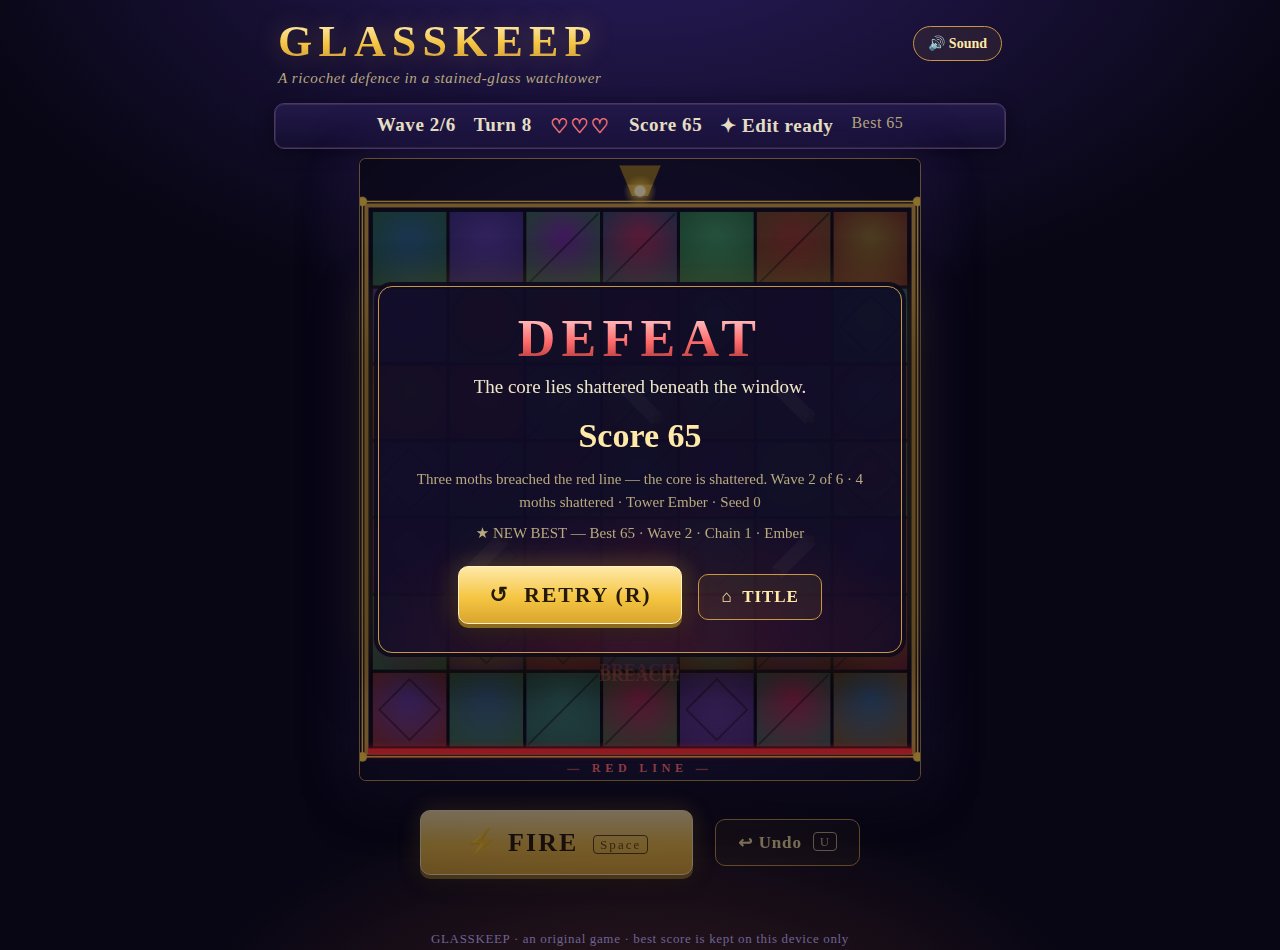 GLASSKEEP
A ricochet defence in a stained-glass watchtower
🔊 Sound
Wave 2/6 Turn 8 ♡♡♡ Score 65 ✦ Edit ready Best 65
DEFEAT
The core lies shattered beneath the window.
Score 65
Three moths breached the red line — the core is shattered. Wave 2 of 6 · 4
moths shattered · Tower Ember · Seed 0
★ NEW BEST — Best 65 · Wave 2 · Chain 1 · Ember
↺ RETRY (R) ⌂ TITLE
BREACH!
BREACH!
— RED LINE —
⚡ FIRE Space ↩ Undo U
GLASSKEEP · an original game · best score is kept on this device only